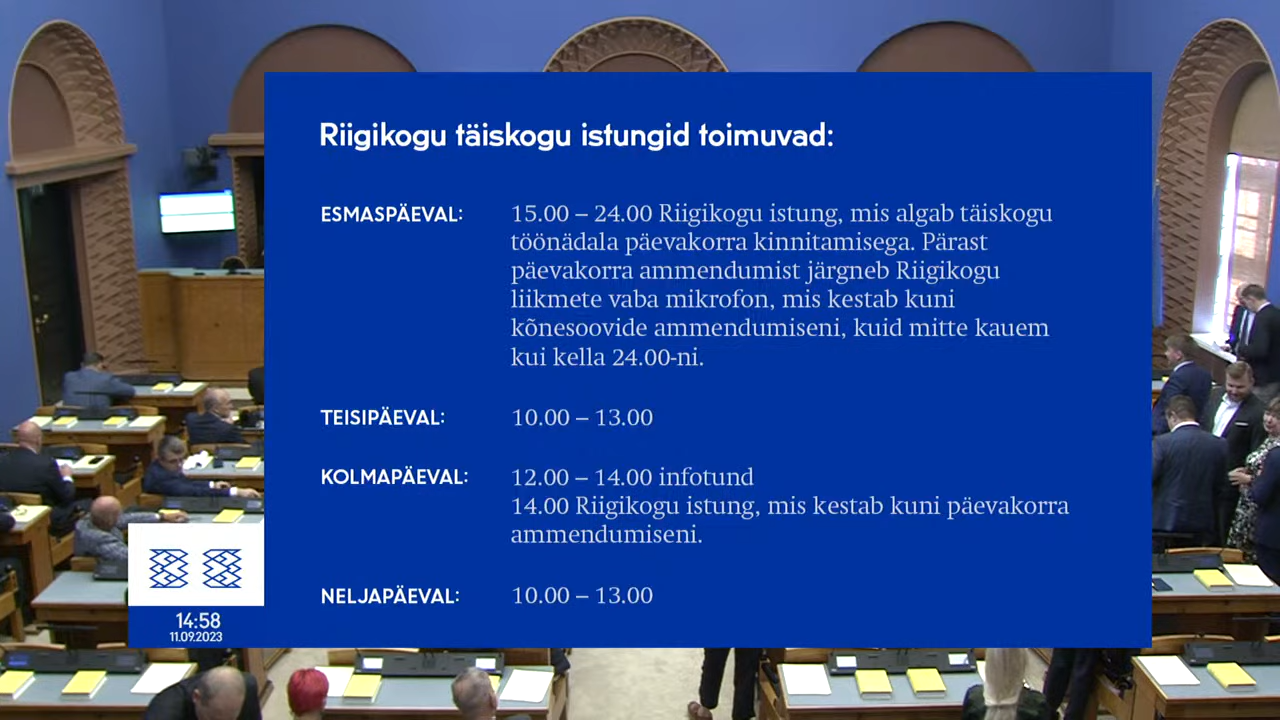 Riigikogu täiskogu istungid toimuvad:
ESMASPÄEVAL:
15.00 – 24.00 Riigikogu istung, mis algab täiskogu
töönädala päevakorra kinnitamisega. Pärast
päevakorra ammendumist järgneb Riigikogu
liikmete vaba mikrofon, mis kestab kuni
kõnesoovide ammendumiseni, kuid mitte kauem
kui kella 24.00-ni.
TEISIPÄEVAL:
10.00 – 13.00
KOLMAPÄEVAL:
12.00 – 14.00 infotund
14.00 Riigikogu istung, mis kestab kuni päevakorra
ammendumiseni.
NELJAPÄEVAL:
10.00 – 13.00
14:58
11.09.2023